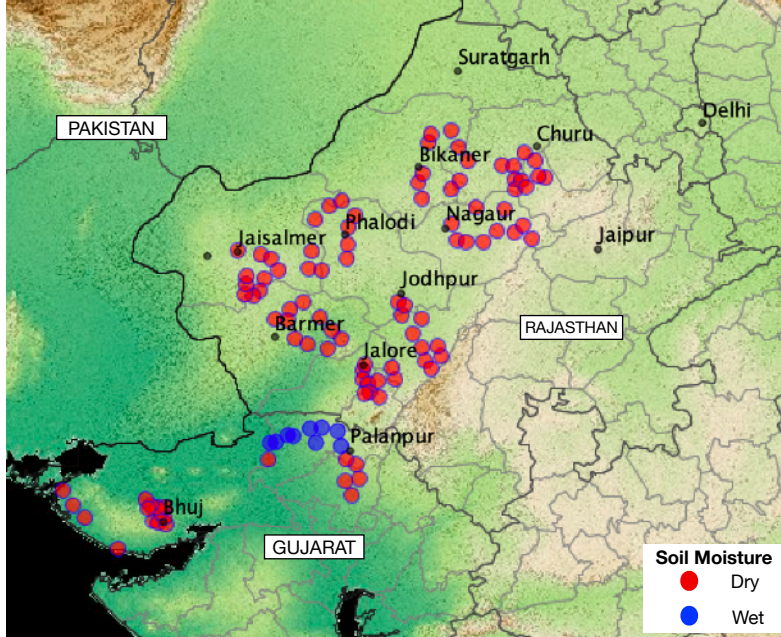 Suratgarh
Delhi
PAKISTAN
Churu
Bikaner
Nagaur
Phalodi
Jaisalmer
Jaipur
Jodhpur
Barmer
RAJASTHAN
Jalore
Palanpur
Bhuj
GUJARAT
Soil Moisture
Dry
Wet